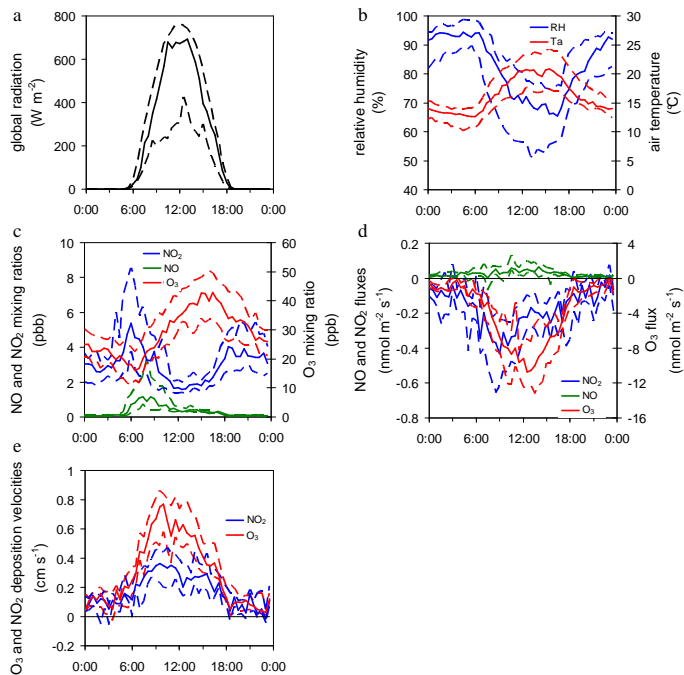 a
global radiation
(W m-2)
800
600
400
200
0
0:00 6:00 12:00 18:00 0:00
b
relative humidity
(%)
100
90
80
70
60
50
40
RH
Ta
30
25
20
15
10
5
0
air temperature
(°C)
0:00 6:00 12:00 18:00 0:00
c
NO and NO2 mixing ratios
(ppb)
10
8
6
4
2
0
NO2
NO
O3
60
50
40
30
20
10
0
O3 mixing ratio
(ppb)
0:00 6:00 12:00 18:00 0:00
d
NO and NO2 fluxes
(nmol m-2 s-1)
0.2
0
-0.2
-0.4
-0.6
-0.8
NO2
NO
O3
4
0
-4
-8
-12
-16
O3 flux
(nmol m-2 s-1)
0:00 6:00 12:00 18:00 0:00
e
O3 and NO2 deposition velocities
(cm s-1)
1
0.8
0.6
0.4
0.2
0
-0.2
NO2
O3
0:00 6:00 12:00 18:00 0:00